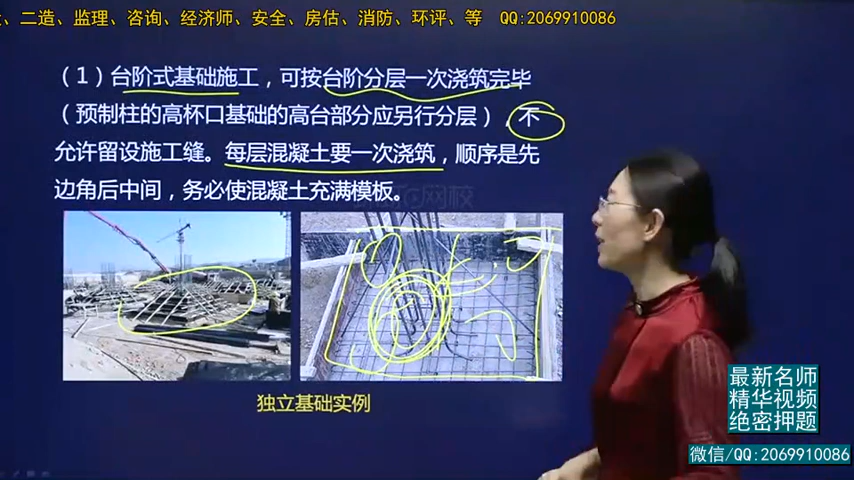 、二造、监理、咨询、经济师、安全、房估、消防、环评、等 QQ:2069910086
（1）台阶式基础施工，可按台阶分层一次浇筑完毕
（预制柱的高杯口基础的高台部分应另行分层），不
允许留设施工缝。每层混凝土要一次浇筑，顺序是先
边角后中间，务必使混凝土充满模板。
网校
独立基础实例
最新名师
精华视频
绝密押题
微信/QQ:2069910086